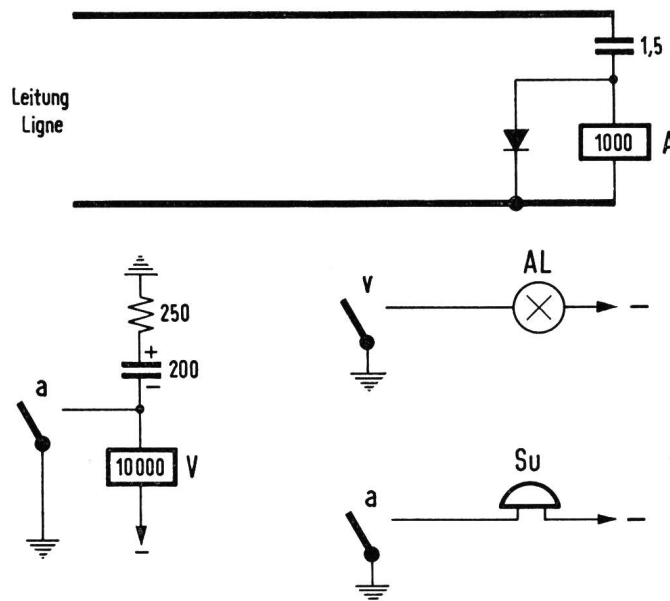 1,5
Leitung
Ligne
1000 A
AL
v
–
250
+
200
–
a
10000 V
–
Su
a
–